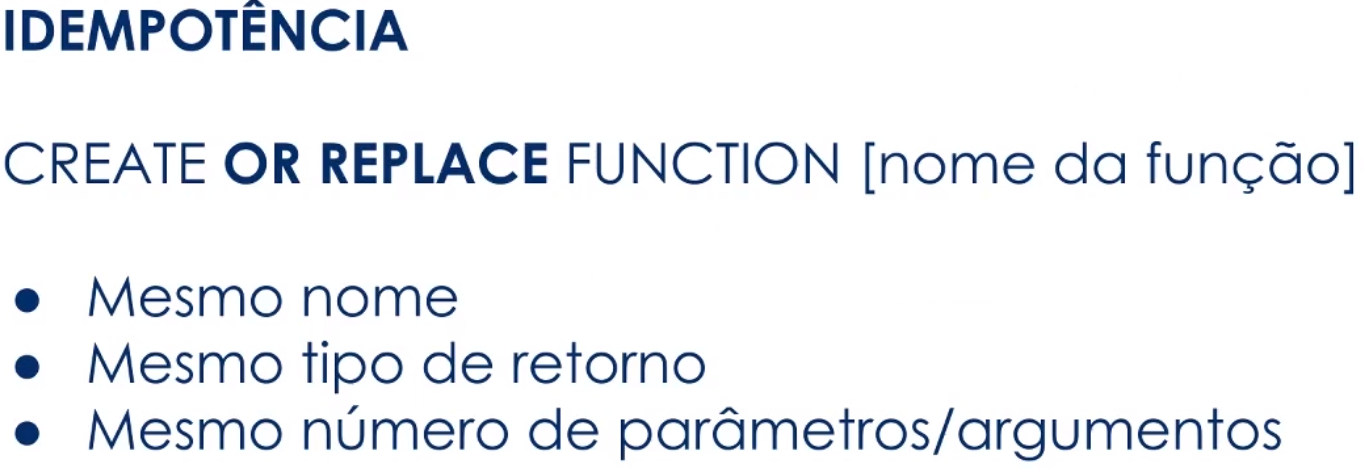 IDEMPOTÊNCIA
CREATE OR REPLACE FUNCTION [nome da função]
● Mesmo nome
● Mesmo tipo de retorno
● Mesmo número de parâmetros/argumentos